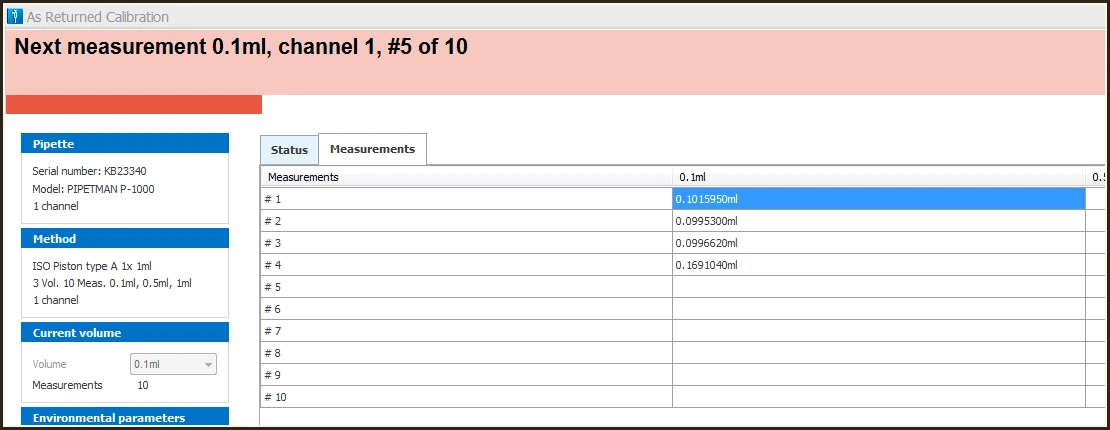 As Returned Calibration
Next measurement 0.1ml, channel 1, #5 of 10
Pipette
Serial number: KB23340
Model: PIPETMAN P-1000
1 channel
Method
ISO Piston type A 1x 1ml
3 Vol. 10 Meas. 0.1ml, 0.5ml, 1ml
1 channel
Current volume
Volume 0.1ml
Measurements 10
Environmental parameters
Status Measurements
Measurements 0.1ml 0.5
# 1 0.1015950ml
# 2 0.0995300ml
# 3 0.0996620ml
# 4 0.1691040ml
# 5
# 6
# 7
# 8
# 9
# 10